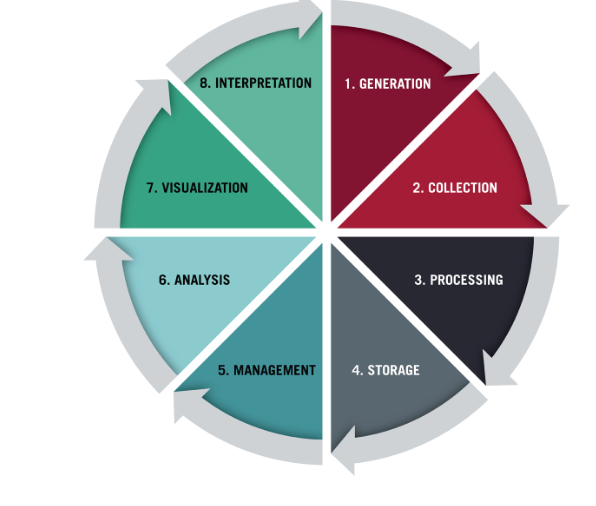 1. GENERATION
2. COLLECTION
3. PROCESSING
4. STORAGE
5. MANAGEMENT
6. ANALYSIS
7. VISUALIZATION
8. INTERPRETATION